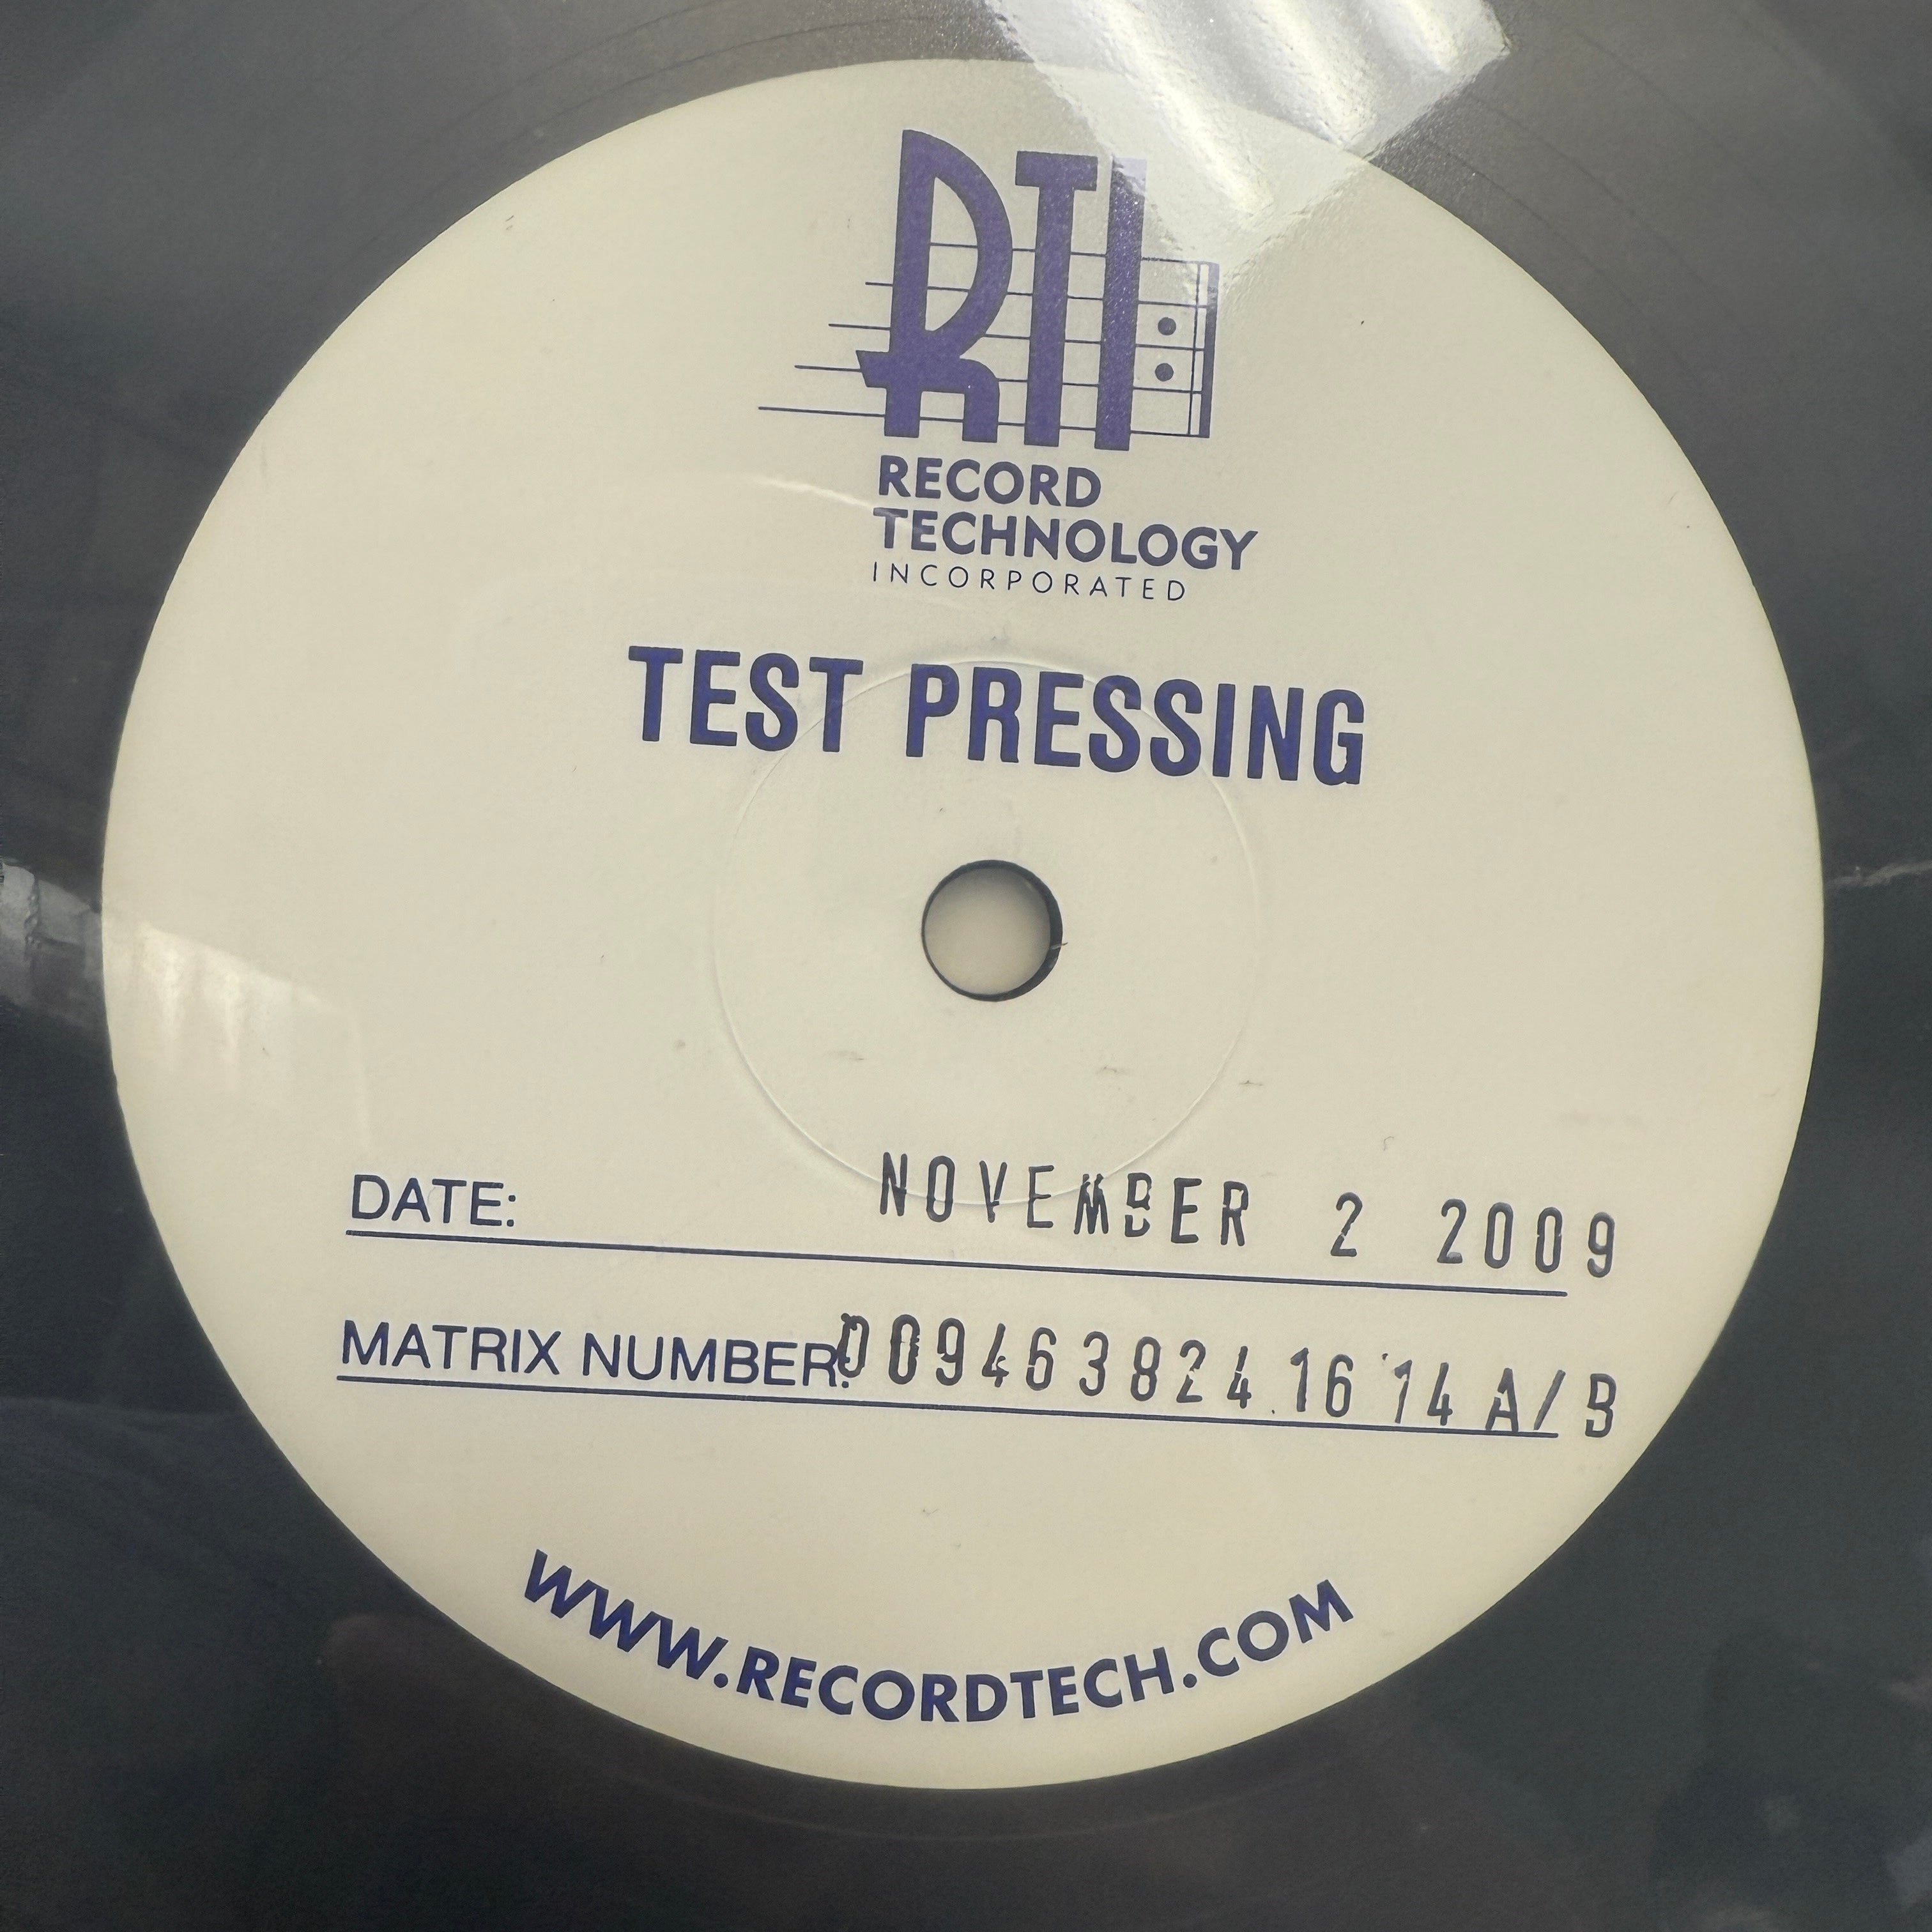 RTI
RECORD
TECHNOLOGY
INCORPORATED
TEST PRESSING
DATE: NOVEMBER 2 2009
MATRIX NUMBER: 0094638241614 A/B
WWW.RECORDTECH.COM